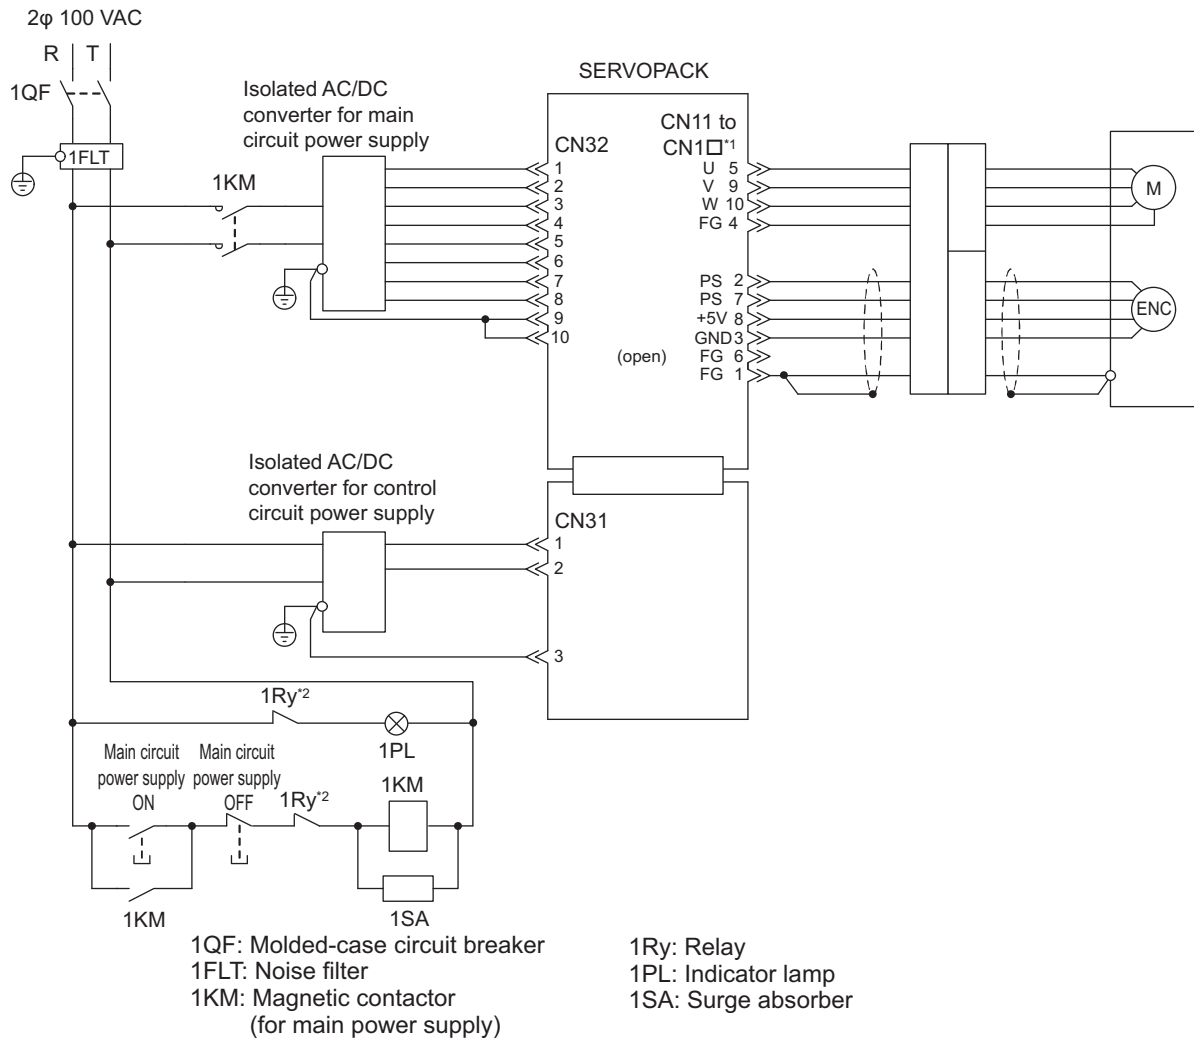 2φ 100 VAC
R T
1QF
1FLT
Isolated AC/DC
converter for main
circuit power supply
1KM
SERVOPACK
CN32
1
2
3
4
5
6
7
8
9
10
CN11 to
CN1□*1
U 5
V 9
W 10
FG 4
PS 2
PS 7
+5V 8
GND 3
FG 6
FG 1
(open)
M
ENC
Isolated AC/DC
converter for control
circuit power supply
CN31
1
2
3
1Ry*2
1PL
Main circuit
power supply
ON
Main circuit
power supply
OFF
1Ry*2
1KM
1KM
1SA
1QF: Molded-case circuit breaker
1FLT: Noise filter
1KM: Magnetic contactor
(for main power supply)
1Ry: Relay
1PL: Indicator lamp
1SA: Surge absorber